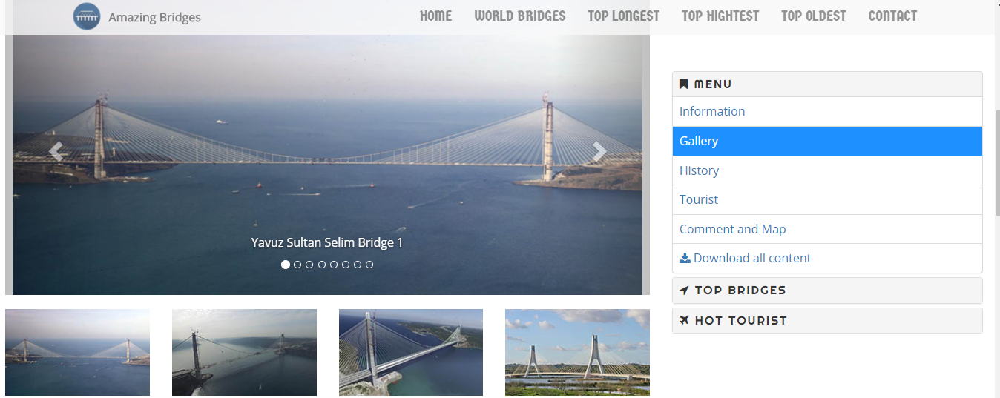 Amazing Bridges
HOME WORLD BRIDGES TOP LONGEST TOP HIGHTEST TOP OLDEST CONTACT
Yavuz Sultan Selim Bridge 1
MENU
Information
Gallery
History
Tourist
Comment and Map
Download all content
TOP BRIDGES
HOT TOURIST